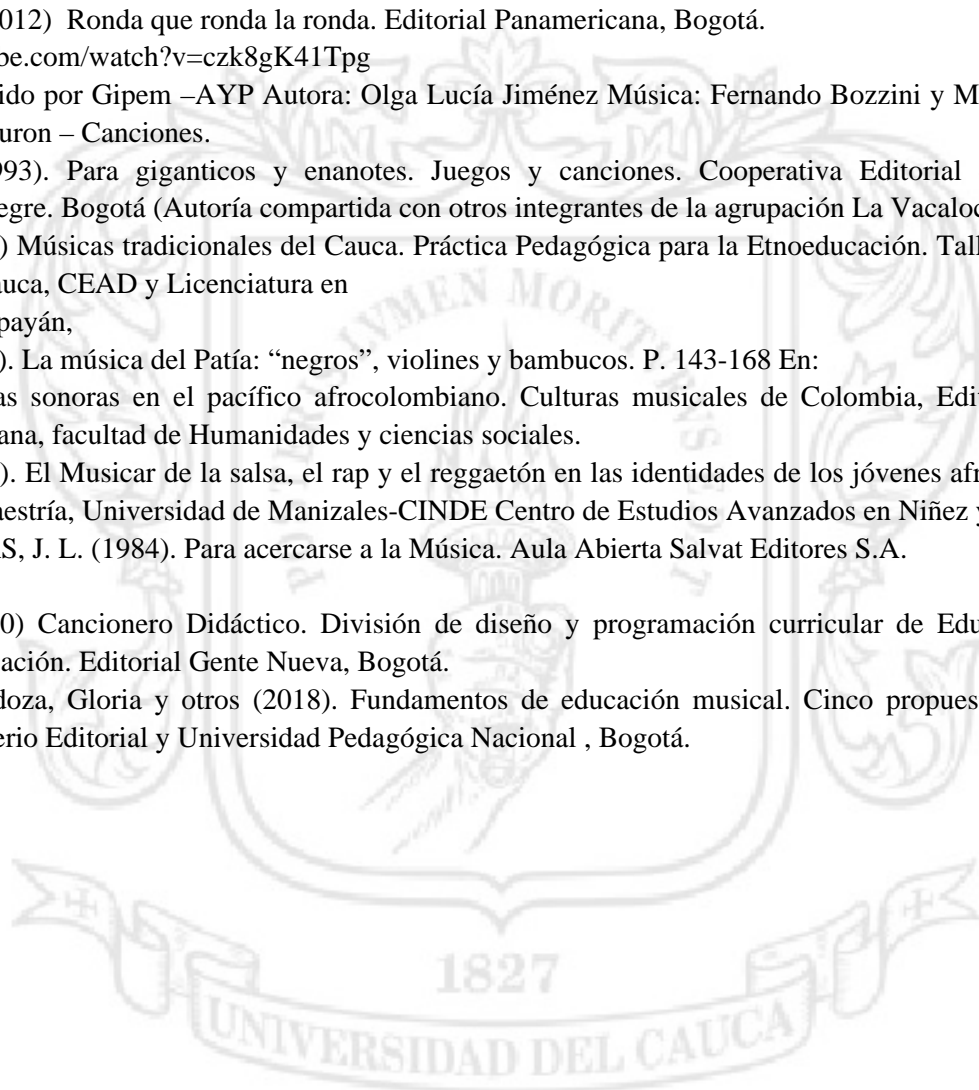 2012) Ronda que ronda la ronda. Editorial Panamericana, Bogotá.
be.com/watch?v=czk8gK41Tpg
ido por Gipem –AYP Autora: Olga Lucía Jiménez Música: Fernando Bozzini y M
uron – Canciones.
993). Para giganticos y enanotes. Juegos y canciones. Cooperativa Editorial
egre. Bogotá (Autoría compartida con otros integrantes de la agrupación La Vacaloc
) Músicas tradicionales del Cauca. Práctica Pedagógica para la Etnoeducación. Tall
auca, CEAD y Licenciatura en
payán,
). La música del Patía: “negros”, violines y bambucos. P. 143-168 En:
as sonoras en el pacífico afrocolombiano. Culturas musicales de Colombia, Edit
ana, facultad de Humanidades y ciencias sociales.
). El Musicar de la salsa, el rap y el reggaetón en las identidades de los jóvenes afr
aestría, Universidad de Manizales-CINDE Centro de Estudios Avanzados en Niñez y
AS, J. L. (1984). Para acercarse a la Música. Aula Abierta Salvat Editores S.A.
0) Cancionero Didáctico. División de diseño y programación curricular de Edu
ación. Editorial Gente Nueva, Bogotá.
doza, Gloria y otros (2018). Fundamentos de educación musical. Cinco propues
erio Editorial y Universidad Pedagógica Nacional , Bogotá.
1827
UNIVERSIDAD DEL CAUCA